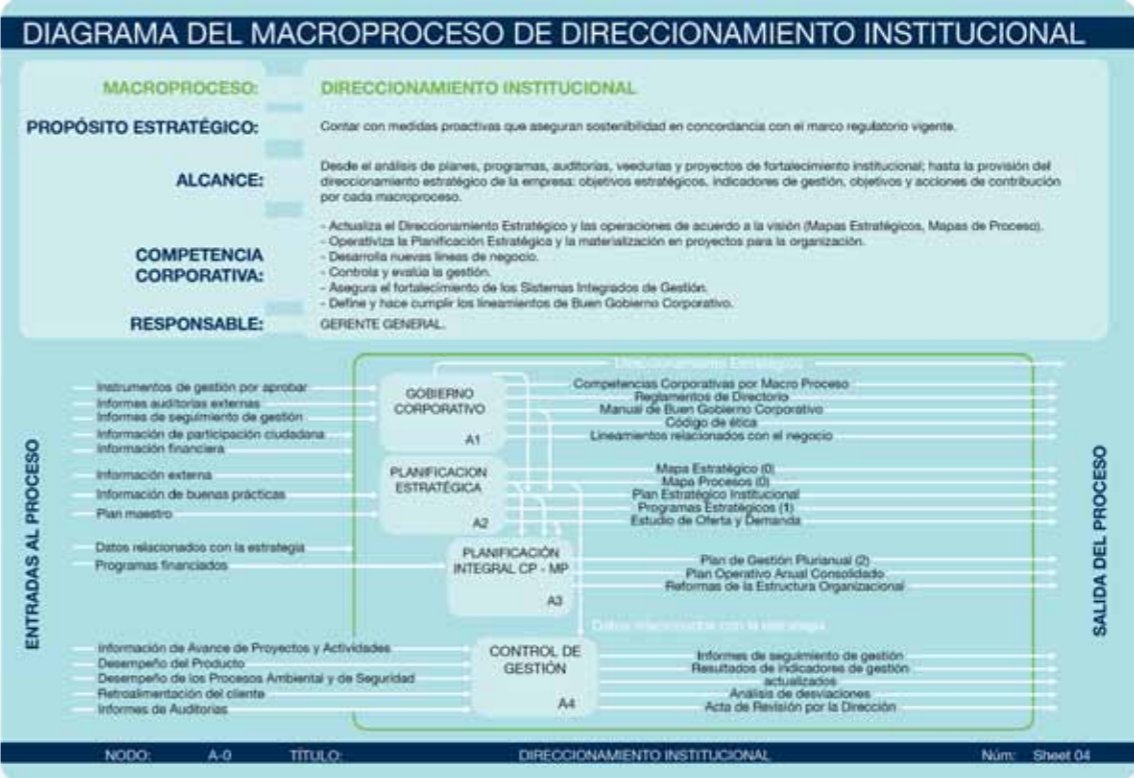 DIAGRAMA DEL MACROPROCESO DE DIRECCIONAMIENTO INSTITUCIONAL
MACROPROCESO: DIRECCIONAMIENTO INSTITUCIONAL
PROPÓSITO ESTRATÉGICO: Contar con medidas proactivas que aseguran sostenibilidad en concordancia con el marco regulatorio vigente.
ALCANCE: Desde el análisis de planes, programas, auditorías, veedurías y proyectos de fortalecimiento institucional; hasta la provisión del
direccionamiento estratégico de la empresa: objetivos estratégicos, indicadores de gestión, objetivos y acciones de contribución
por cada macroproceso.
COMPETENCIA
CORPORATIVA:
- Actualiza el Direccionamiento Estratégico y las operaciones de acuerdo a la visión (Mapas Estratégicos, Mapas de Proceso).
- Operativiza la Planificación Estratégica y la materialización en proyectos para la organización.
- Desarrolla nuevas líneas de negocio.
- Controla y evalúa la gestión.
- Asegura el fortalecimiento de los Sistemas Integrados de Gestión.
- Define y hace cumplir los lineamientos de Buen Gobierno Corporativo.
RESPONSABLE: GERENTE GENERAL.
ENTRADAS AL PROCESO
Instrumentos de gestión por aprobar
Informes auditorías externas
Informes de seguimiento de gestión
Información de participación ciudadana
Información financiera
Información externa
Información de buenas prácticas
Plan maestro
Datos relacionados con la estrategia
Programas financiados
Información de Avance de Proyectos y Actividades
Desempeño del Producto
Desempeño de los Procesos Ambiental y de Seguridad
Retroalimentación del cliente
Informes de Auditorías
GOBIERNO
CORPORATIVO
A1
PLANIFICACION
ESTRATÉGICA
A2
PLANIFICACIÓN
INTEGRAL CP - MP
A3
CONTROL DE
GESTIÓN
A4
Direccionamiento Estratégico
Competencias Corporativas por Macro Proceso
Reglamentos de Directorio
Manual de Buen Gobierno Corporativo
Código de ética
Lineamientos relacionados con el negocio
Mapa Estratégico (0)
Mapa Procesos (0)
Plan Estratégico Institucional
Programas Estratégicos (1)
Estudio de Oferta y Demanda
Plan de Gestión Plurianual (2)
Plan Operativo Anual Consolidado
Reformas de la Estructura Organizacional
Datos relacionados con la estrategia
Informes de seguimiento de gestión
Resultados de indicadores de gestión
actualizados
Análisis de desviaciones
Acta de Revisión por la Dirección
SALIDA DEL PROCESO
NODO: A-0 TÍTULO: DIRECCIONAMIENTO INSTITUCIONAL Núm: Sheet 04